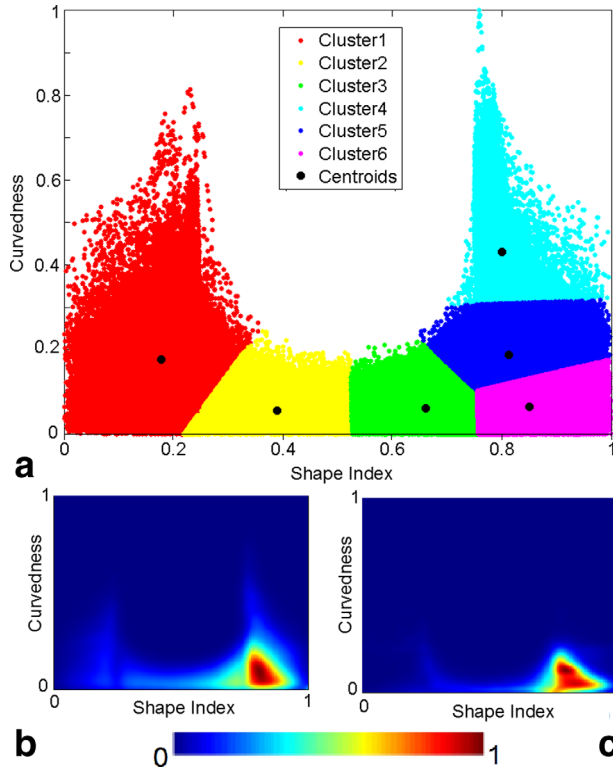 1
0.8
0.6
0.4
0.2
0
Curvedness
Cluster1
Cluster2
Cluster3
Cluster4
Cluster5
Cluster6
Centroids
0 0.2 0.4 0.6 0.8 1
Shape Index
a
1
Curvedness
0
0 1
Shape Index
1
Curvedness
0
0
Shape Index
b
0 1
c